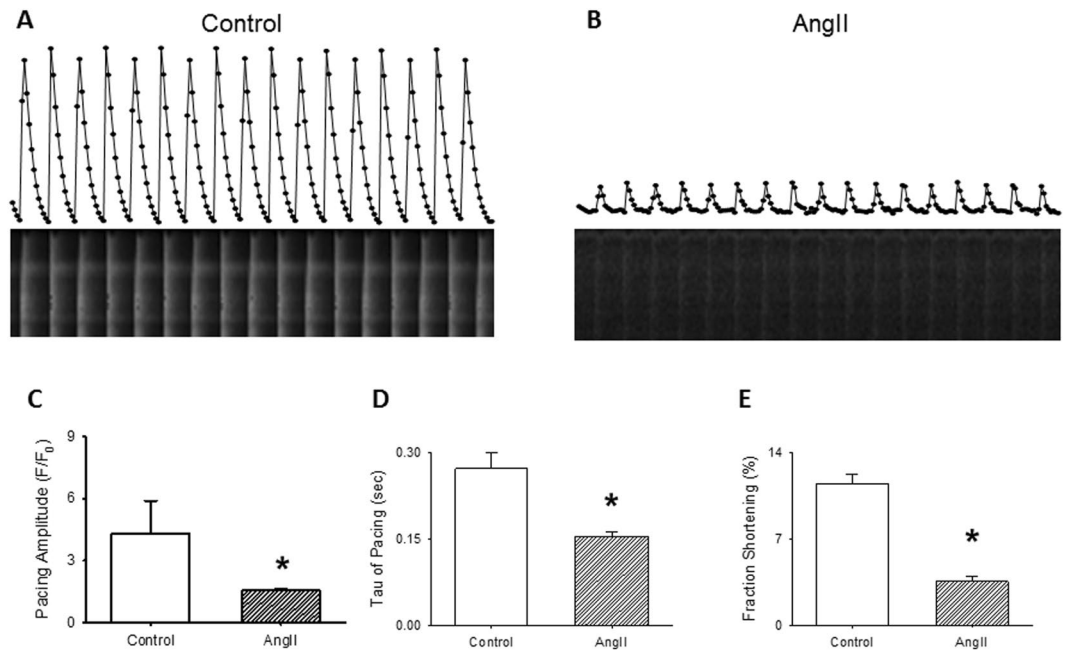 A
Control
B
AngII
C
Pacing Amplitude (F/F0)
9
6
3
0
*
Control
AngII
D
Tau of Pacing (sec)
0.30
0.15
0.00
*
Control
AngII
E
Fraction Shortening (%)
14
7
0
*
Control
AngII